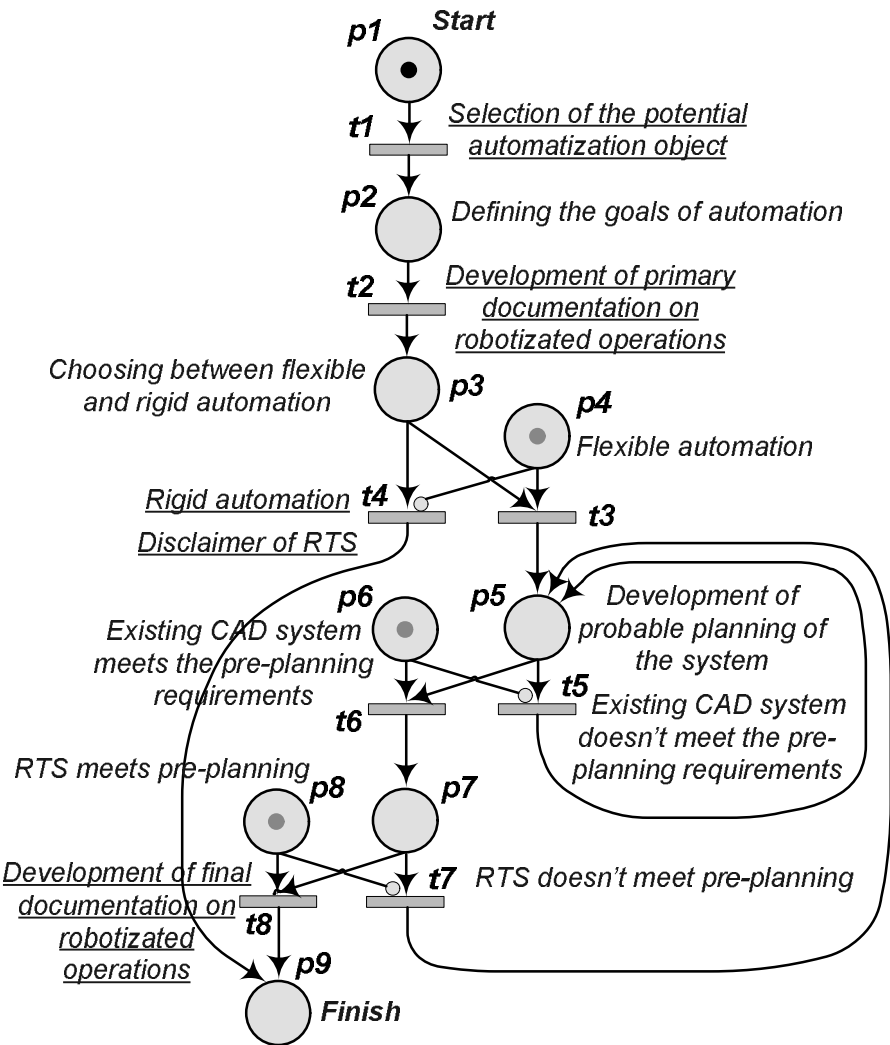 p1 Start
t1 Selection of the potential
automatization object
p2 Defining the goals of automation
t2 Development of primary
documentation on
robotizated operations
Choosing between flexible
and rigid automation
p3
p4
Flexible automation
Rigid automation t4
t3
Disclaimer of RTS
p6
Existing CAD system
meets the pre-planning
requirements
p5 Development of
probable planning of
the system
t6
t5
Existing CAD system
doesn't meet the pre-
planning requirements
RTS meets pre-planning
p8
p7
Development of final
documentation on
robotizated
operations
t8
t7 RTS doesn't meet pre-planning
p9
Finish